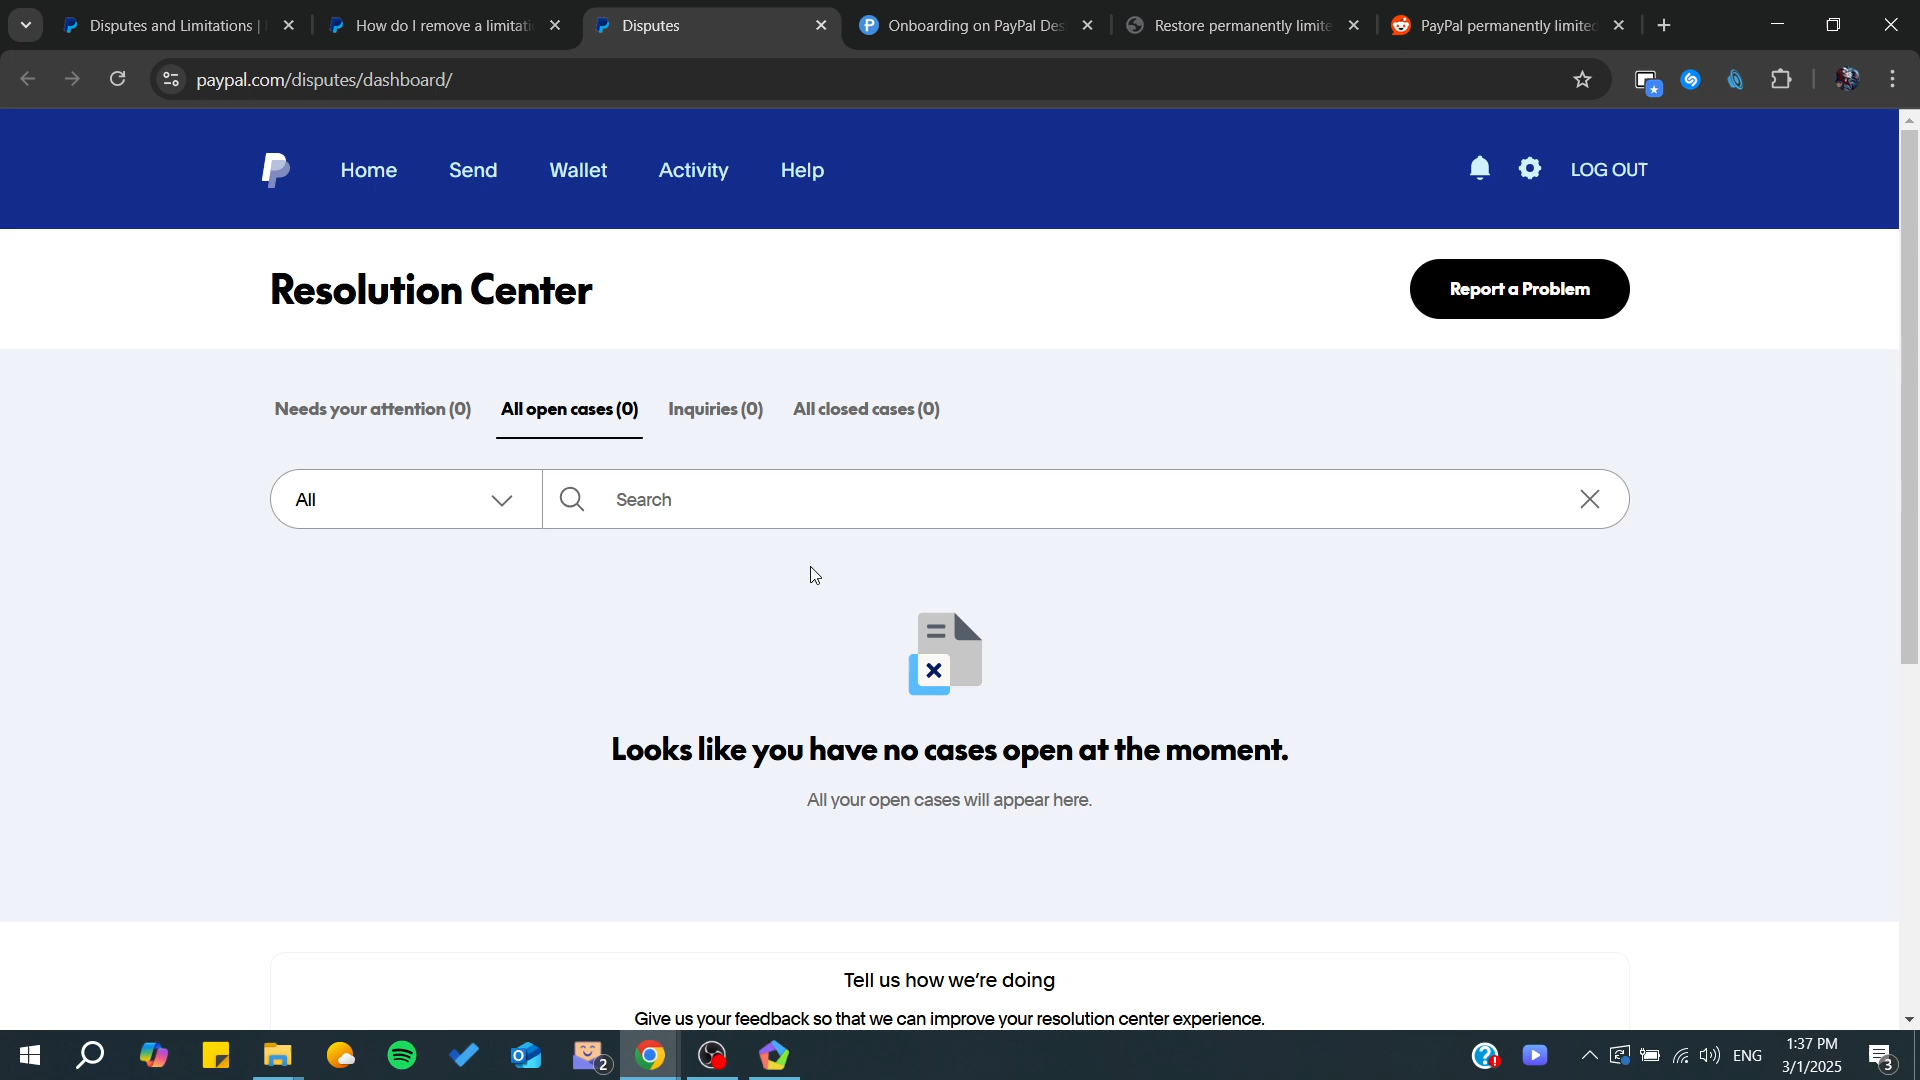 Disputes and Limitations |
How do I remove a limitati
Disputes
Onboarding on PayPal Des
Restore permanently limite
PayPal permanently limited
paypal.com/disputes/dashboard/
Home
Send
Wallet
Activity
Help
LOG OUT
Resolution Center
Report a Problem
Needs your attention (0)
All open cases (0)
Inquiries (0)
All closed cases (0)
All
Search
Looks like you have no cases open at the moment.
All your open cases will appear here.
Tell us how we're doing
Give us your feedback so that we can improve your resolution center experience.
2
ENG
1:37 PM
3/1/2025
3